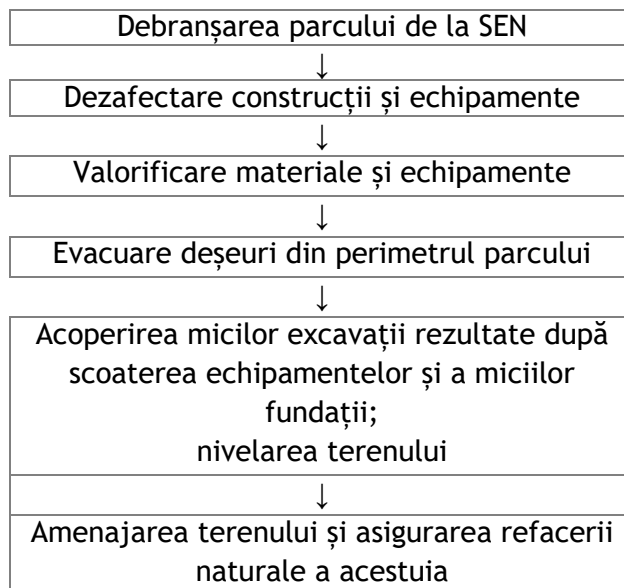 Debranșarea parcului de la SEN
↓
Dezafectare construcții și echipamente
↓
Valorificare materiale și echipamente
↓
Evacuare deșeuri din perimetrul parcului
↓
Acoperirea micilor excavații rezultate după
scoaterea echipamentelor și a miciilor
fundații;
nivelarea terenului
↓
Amenajarea terenului și asigurarea refacerii
naturale a acestuia